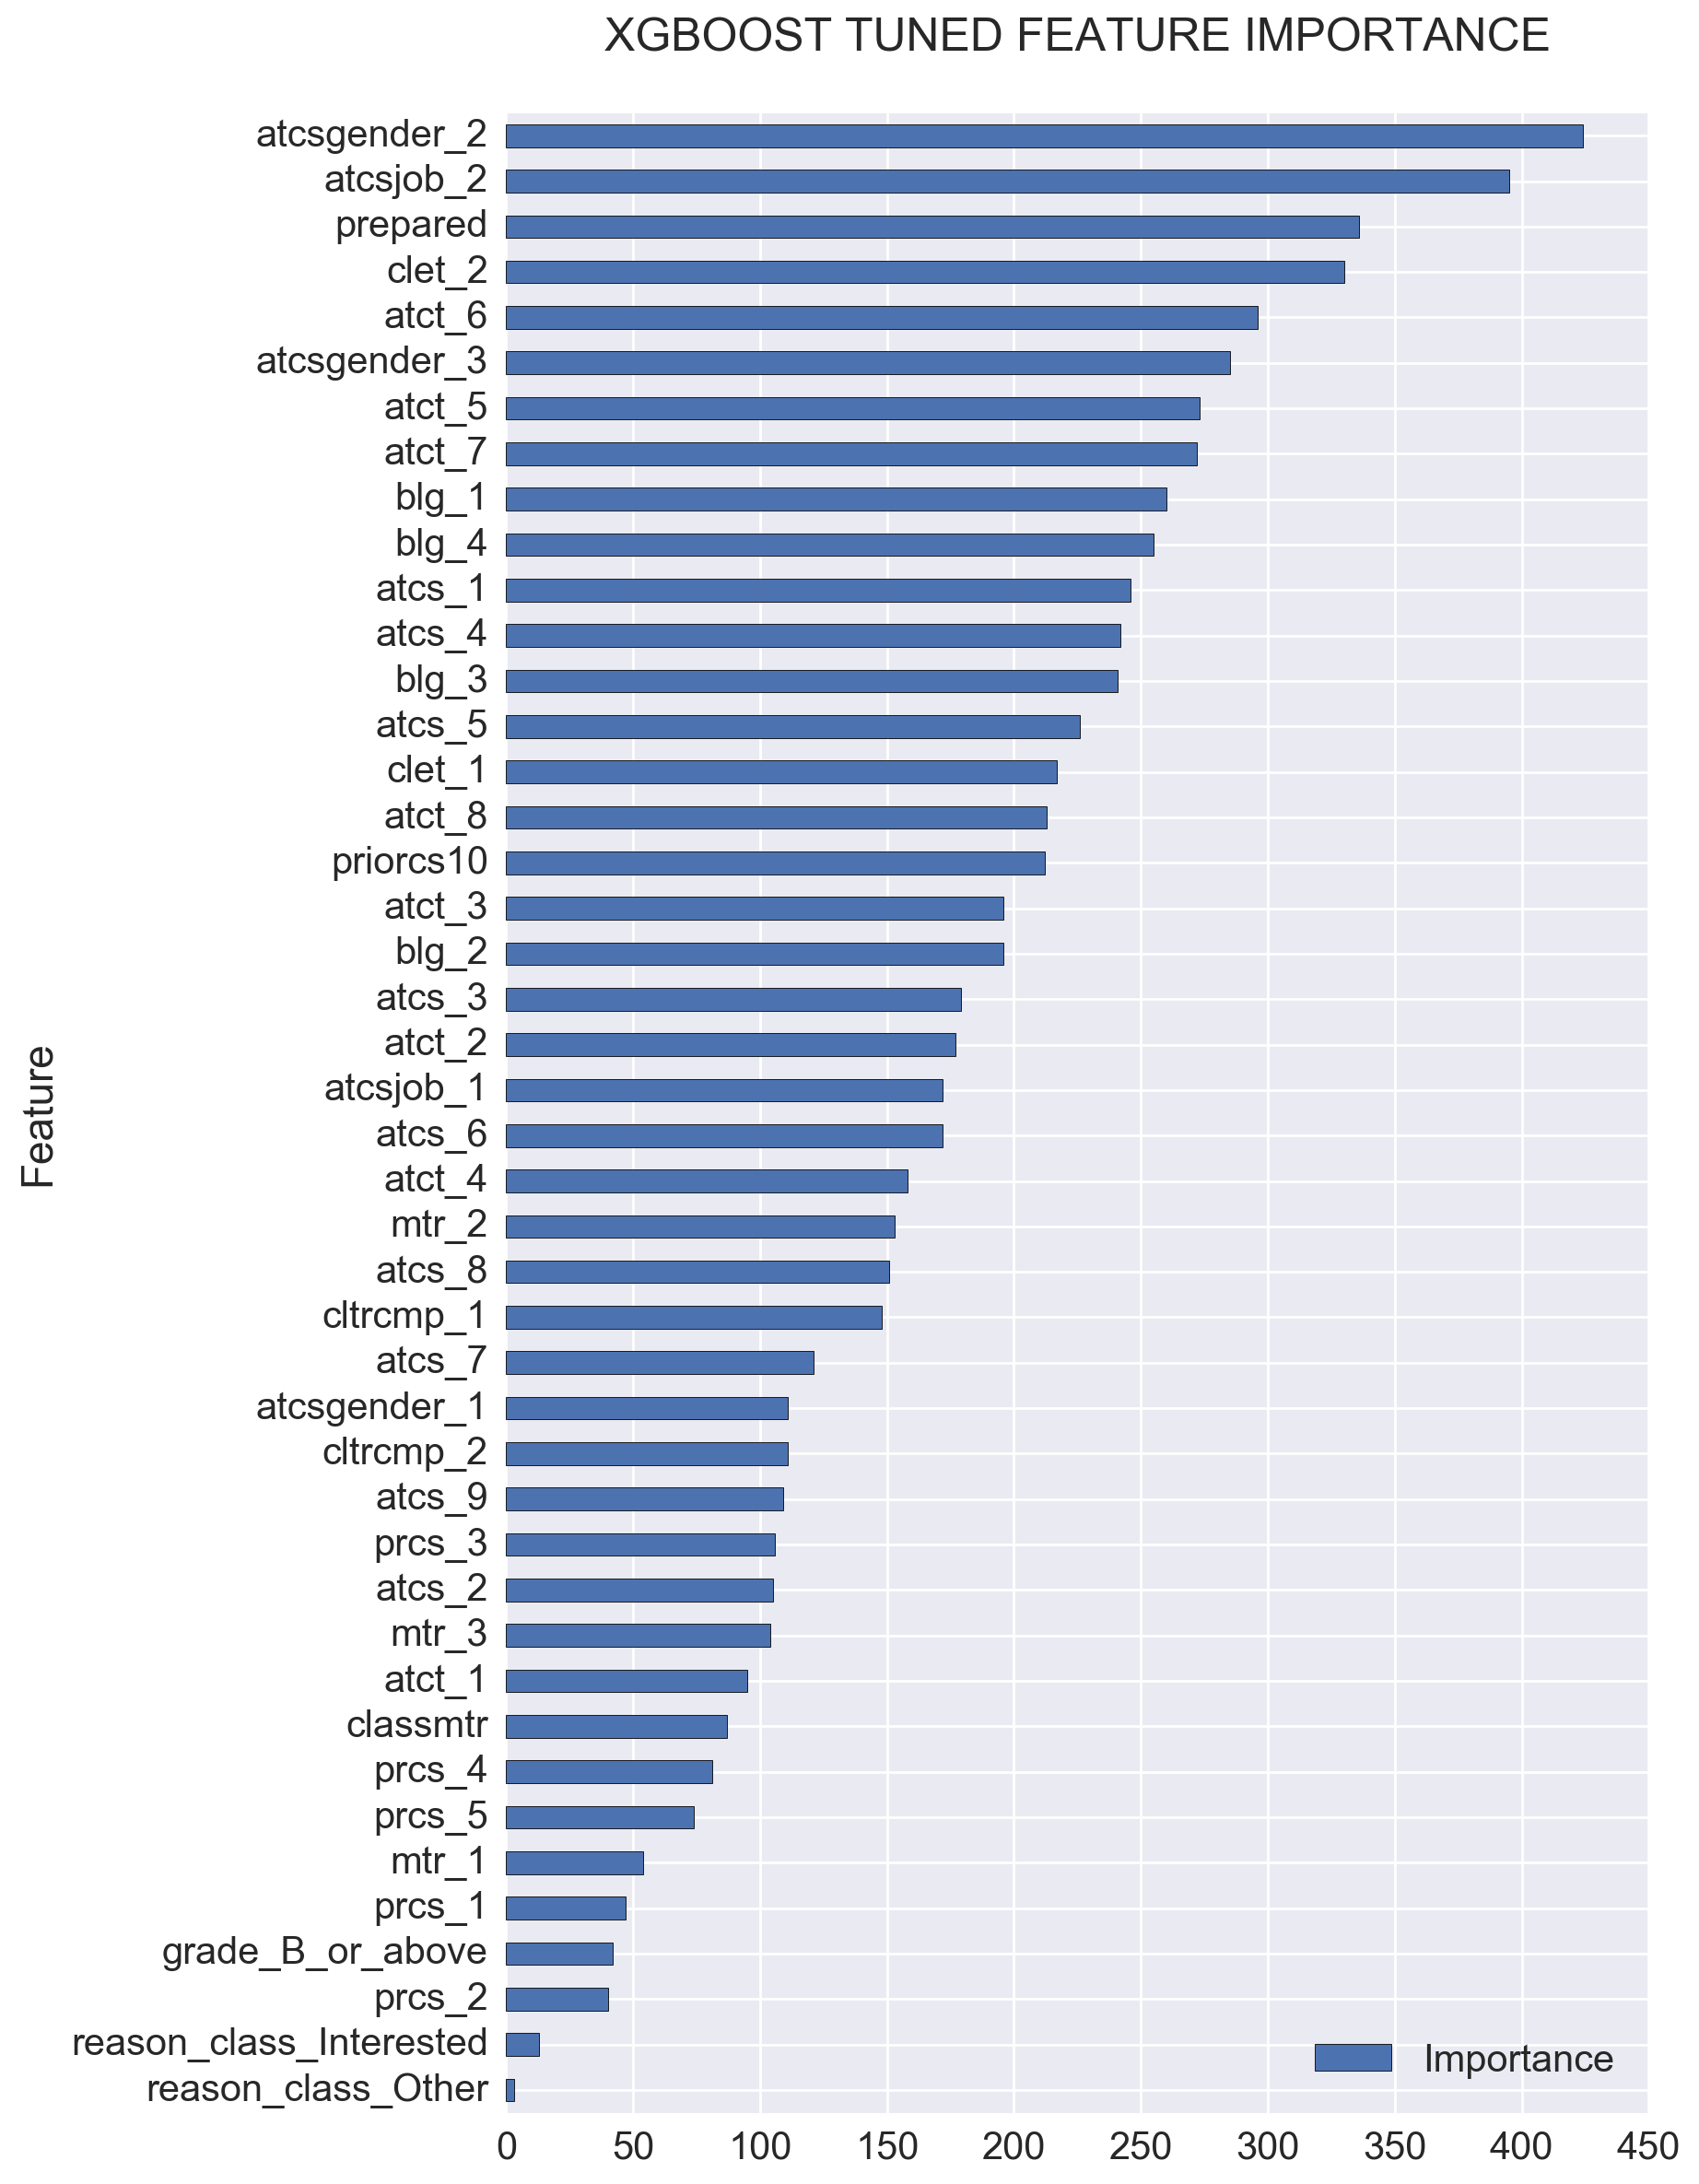 XGBOOST TUNED FEATURE IMPORTANCE
Feature
atcsgender_2
atcsjob_2
prepared
clet_2
atct_6
atcsgender_3
atct_5
atct_7
blg_1
blg_4
atcs_1
atcs_4
blg_3
atcs_5
clet_1
atct_8
priorcs10
atct_3
blg_2
atcs_3
atct_2
atcsjob_1
atcs_6
atct_4
mtr_2
atcs_8
cltrcmp_1
atcs_7
atcsgender_1
cltrcmp_2
atcs_9
prcs_3
atcs_2
mtr_3
atct_1
classmtr
prcs_4
prcs_5
mtr_1
prcs_1
grade_B_or_above
prcs_2
reason_class_Interested
reason_class_Other
Importance
0 50 100 150 200 250 300 350 400 450